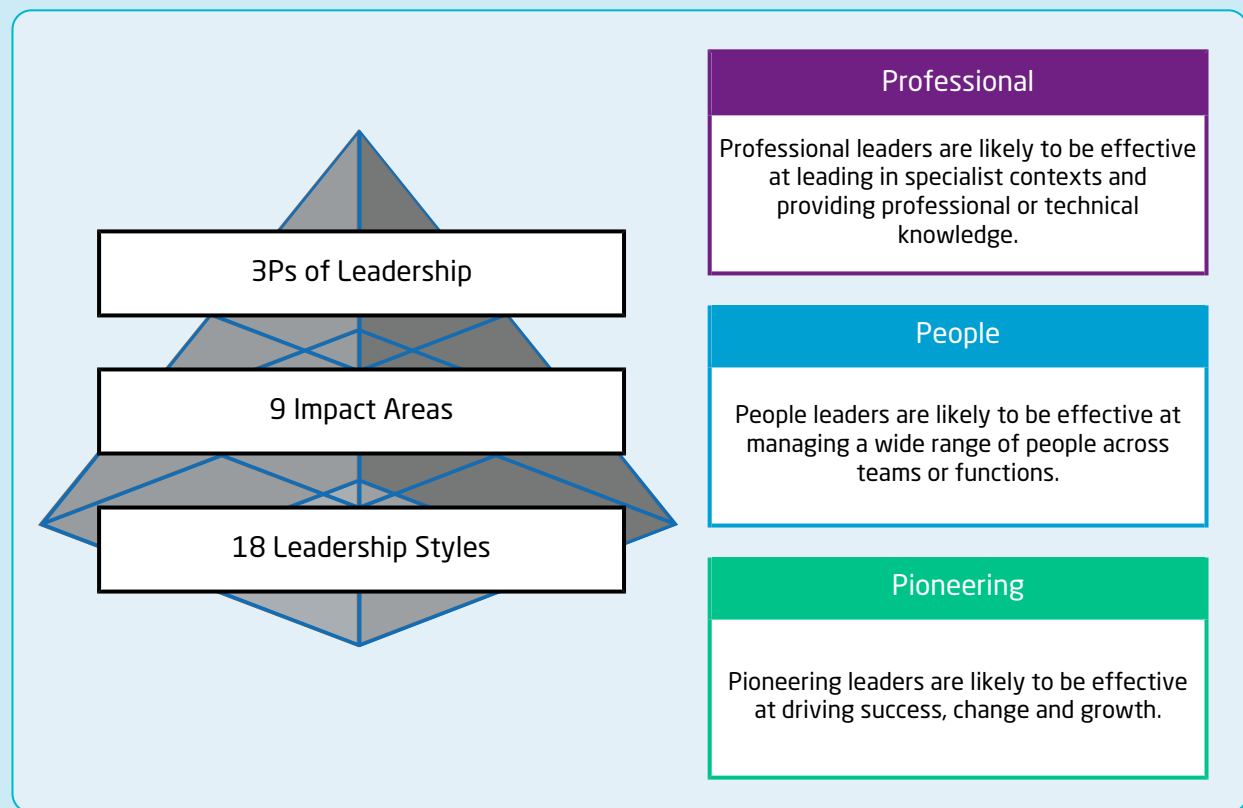 3Ps of Leadership
9 Impact Areas
18 Leadership Styles
Professional
Professional leaders are likely to be effective
at leading in specialist contexts and
providing professional or technical
knowledge.
People
People leaders are likely to be effective at
managing a wide range of people across
teams or functions.
Pioneering
Pioneering leaders are likely to be effective
at driving success, change and growth.